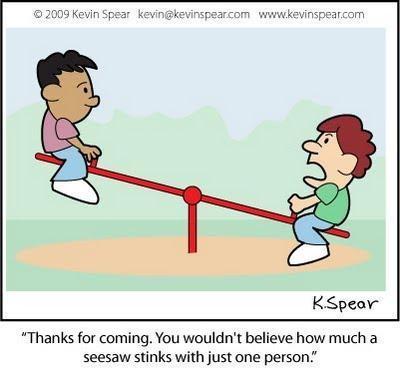 © 2009 Kevin Spear kevin@kevinspear.com www.kevinspear.com
K.Spear
“Thanks for coming. You wouldn't believe how much a
seesaw stinks with just one person.”